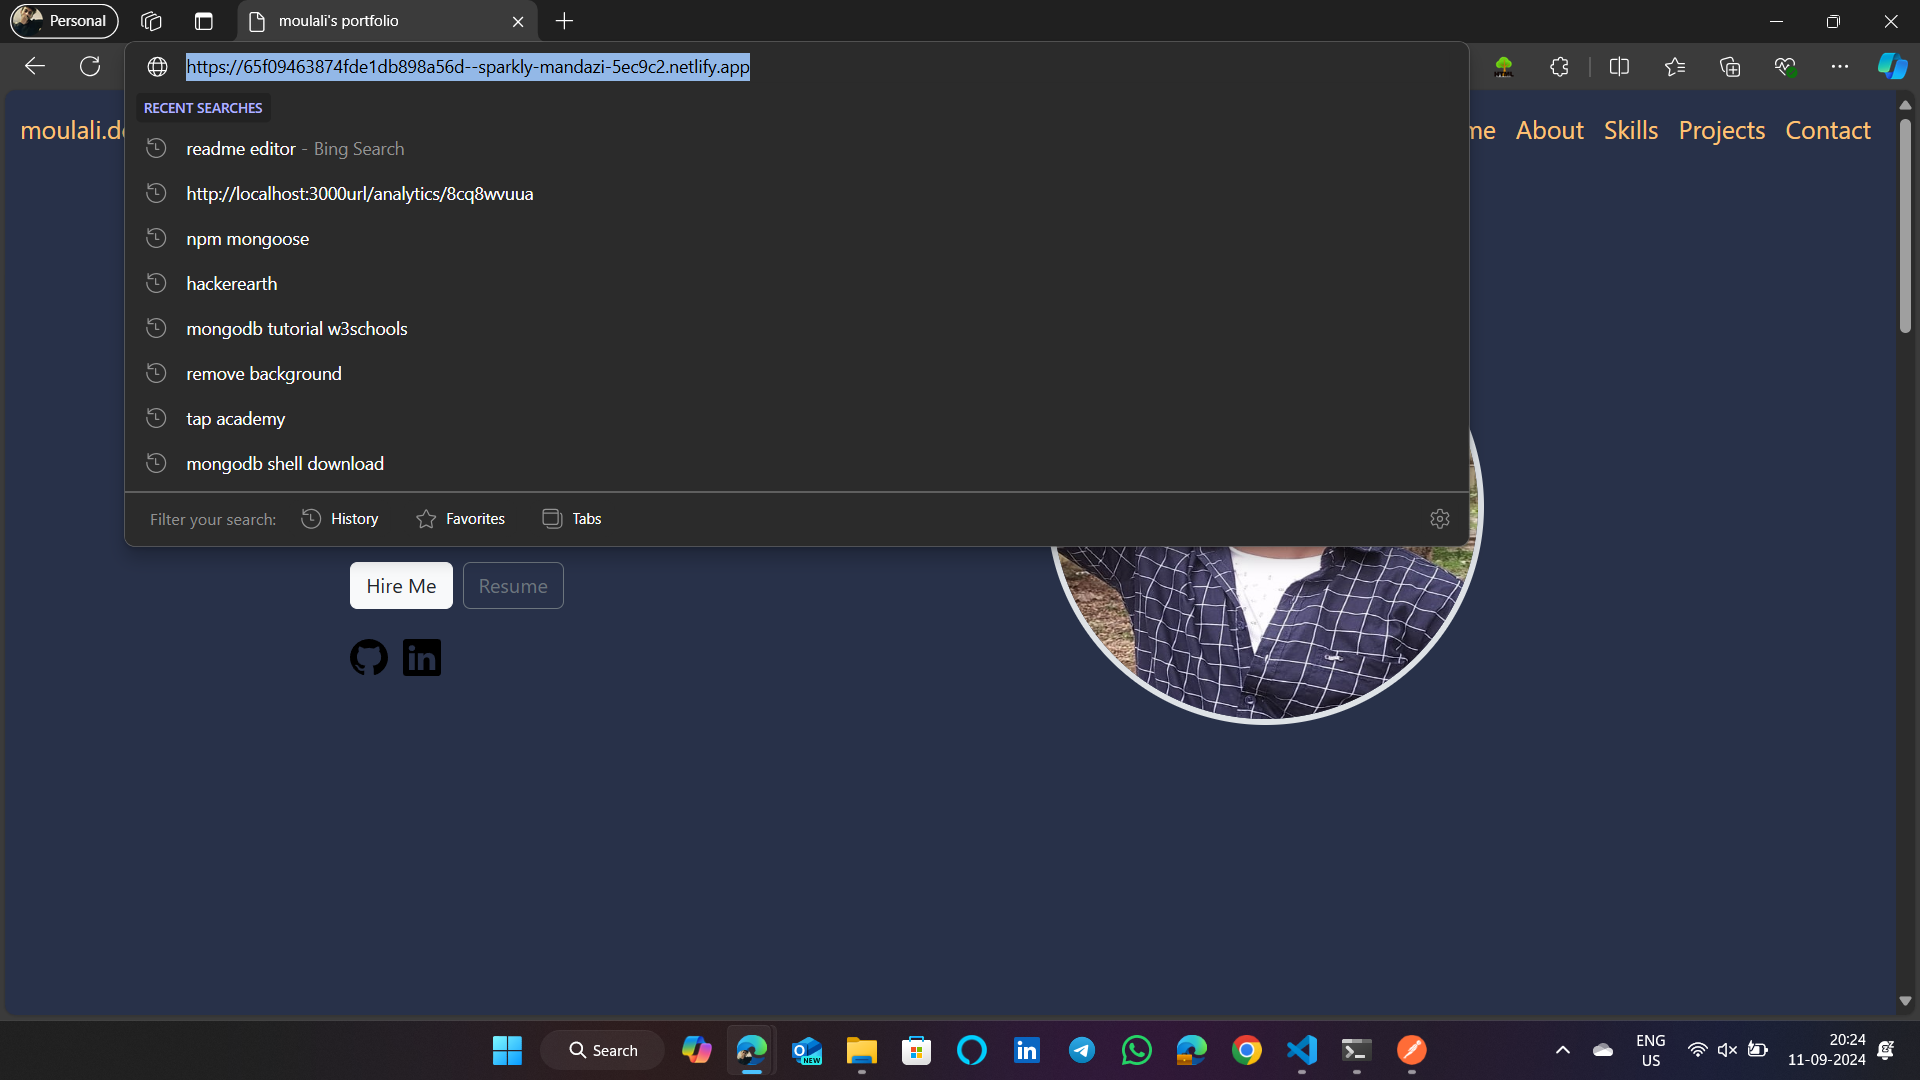 Personal
moulali's portfolio
https://65f09463874fde1db898a56d--sparkly-mandazi-5ec9c2.netlify.app
RECENT SEARCHES
moulali.d
me About Skills Projects Contact
readme editor - Bing Search
http://localhost:3000url/analytics/8cq8wvuua
npm mongoose
hackerearth
mongodb tutorial w3schools
remove background
tap academy
mongodb shell download
Filter your search: History Favorites Tabs
Hire Me Resume
Search
ENG
US
20:24
11-09-2024